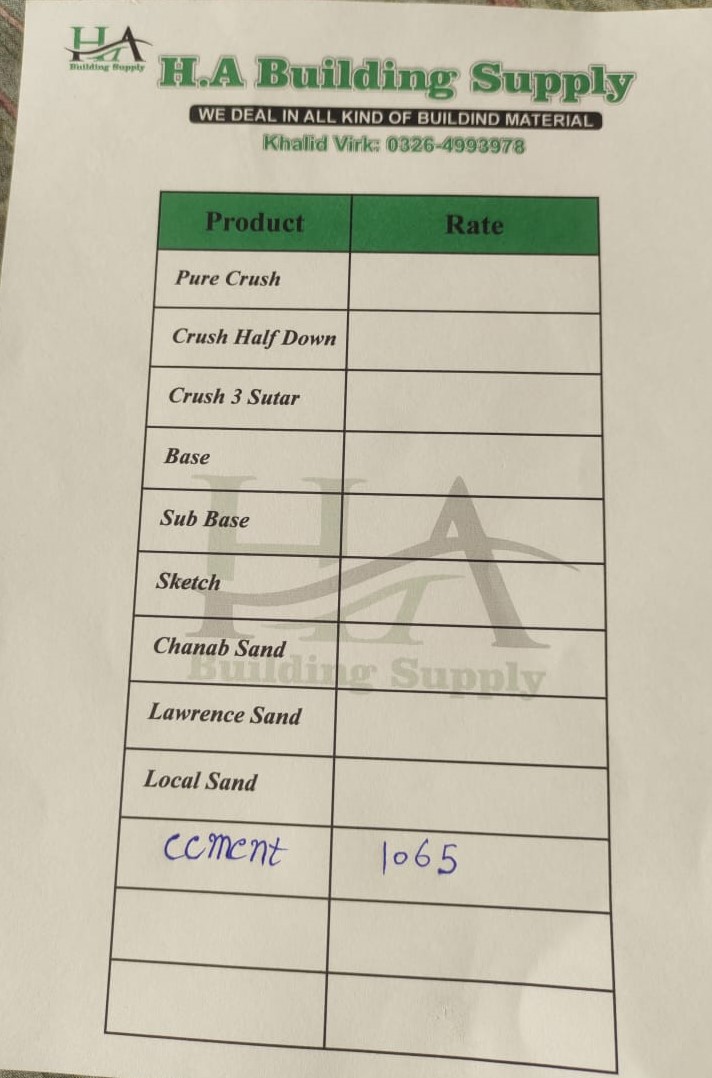 HA
Building Supply
H.A Building Supply
WE DEAL IN ALL KIND OF BUILDIND MATERIAL
Khalid Virk: 0326-4993978
Product Rate
Pure Crush
Crush Half Down
Crush 3 Sutar
Base
Sub Base
Sketch
Chanab Sand
Lawrence Sand
Local Sand
cement 1065
HA
Building Supply